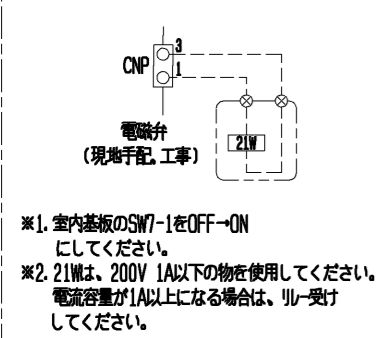 3
CNP
1
電磁弁
(現地手配、工事)
21W
※1. 室内基板のSW7-1をOFF→ON
にしてください。
※2. 21Wは、200V 1A以下の物を使用してください。
電流容量が1A以上になる場合は、リレー受け
してください。